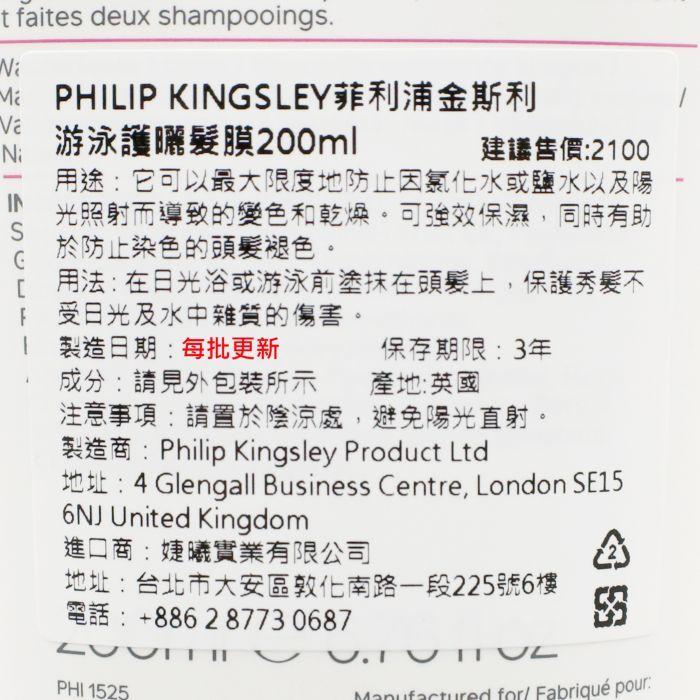 t faites deux shampooings.
PHILIP KINGSLEY菲利浦金斯利
游泳護曬髮膜200ml
建議售價:2100
用途：它可以最大限度地防止因氯化水或鹽水以及陽
光照射而導致的變色和乾燥。可強效保濕，同時有助
於防止染色的頭髮褪色。
用法：在日光浴或游泳前塗抹在頭髮上，保護秀髮不
受日光及水中雜質的傷害。
製造日期：每批更新 保存期限：3年
成分：請見外包裝所示 產地:英國
注意事項：請置於陰涼處，避免陽光直射。
製造商：Philip Kingsley Product Ltd
地址：4 Glengall Business Centre, London SE15
6NJ United Kingdom
進口商：婕曦實業有限公司
地址：台北市大安區敦化南路一段225號6樓
電話：+886 2 8773 0687
2
PHI 1525
Manufactured for/ Fabriqué pour: